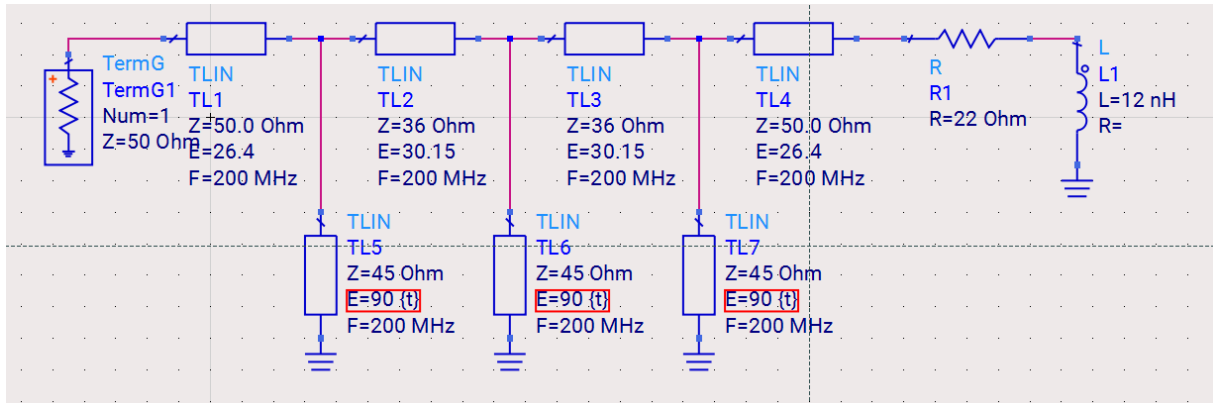 TermG
TermG1
Num=1
Z=50 Ohm
TLIN
TL1
Z=50.0 Ohm
E=26.4
F=200 MHz
TLIN
TL2
Z=36 Ohm
E=30.15
F=200 MHz
TLIN
TL3
Z=36 Ohm
E=30.15
F=200 MHz
TLIN
TL4
Z=50.0 Ohm
E=26.4
F=200 MHz
R
R1
R=22 Ohm
L
L1
L=12 nH
R=
TLIN
TL5
Z=45 Ohm
E=90 {t}
F=200 MHz
TLIN
TL6
Z=45 Ohm
E=90 {t}
F=200 MHz
TLIN
TL7
Z=45 Ohm
E=90 {t}
F=200 MHz